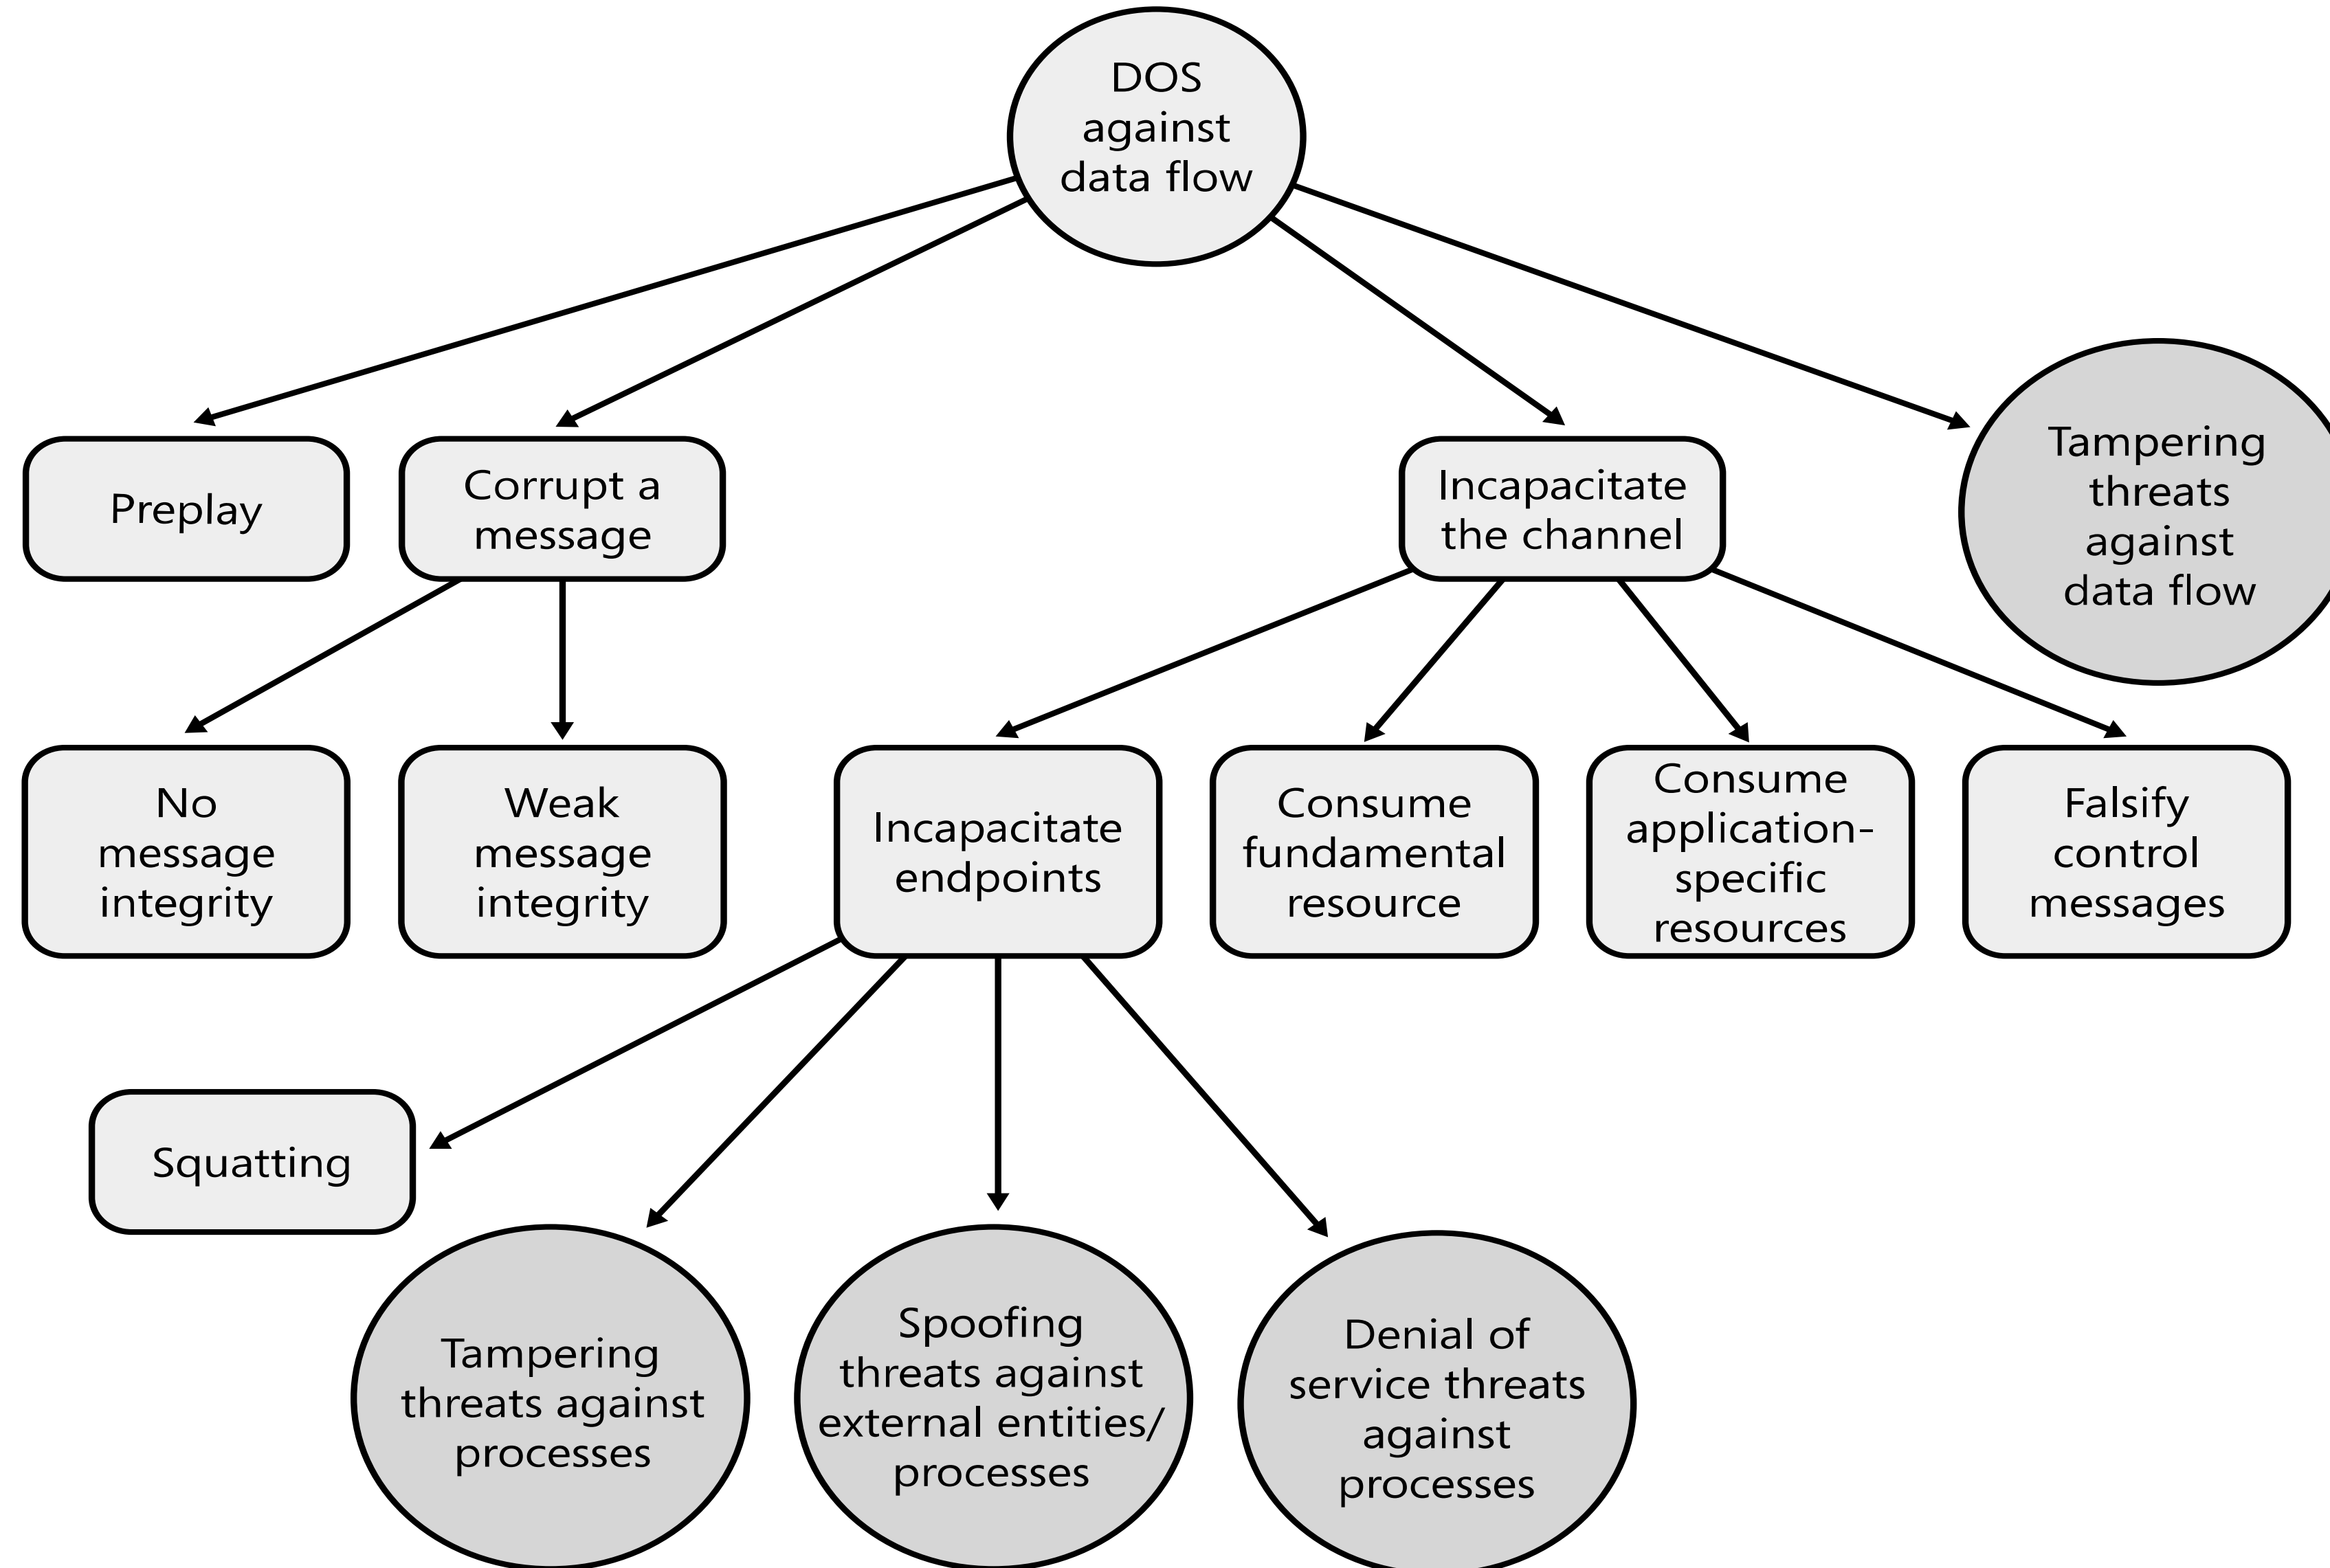 DOS
against
data flow
Preplay
Corrupt a
message
Incapacitate
the channel
Tampering
threats
against
data flow
No
message
integrity
Weak
message
integrity
Incapacitate
endpoints
Consume
fundamental
resource
Consume
application-
specific
resources
Falsify
control
messages
Squatting
Tampering
threats against
processes
Spoofing
threats against
external entities/
processes
Denial of
service threats
against
processes